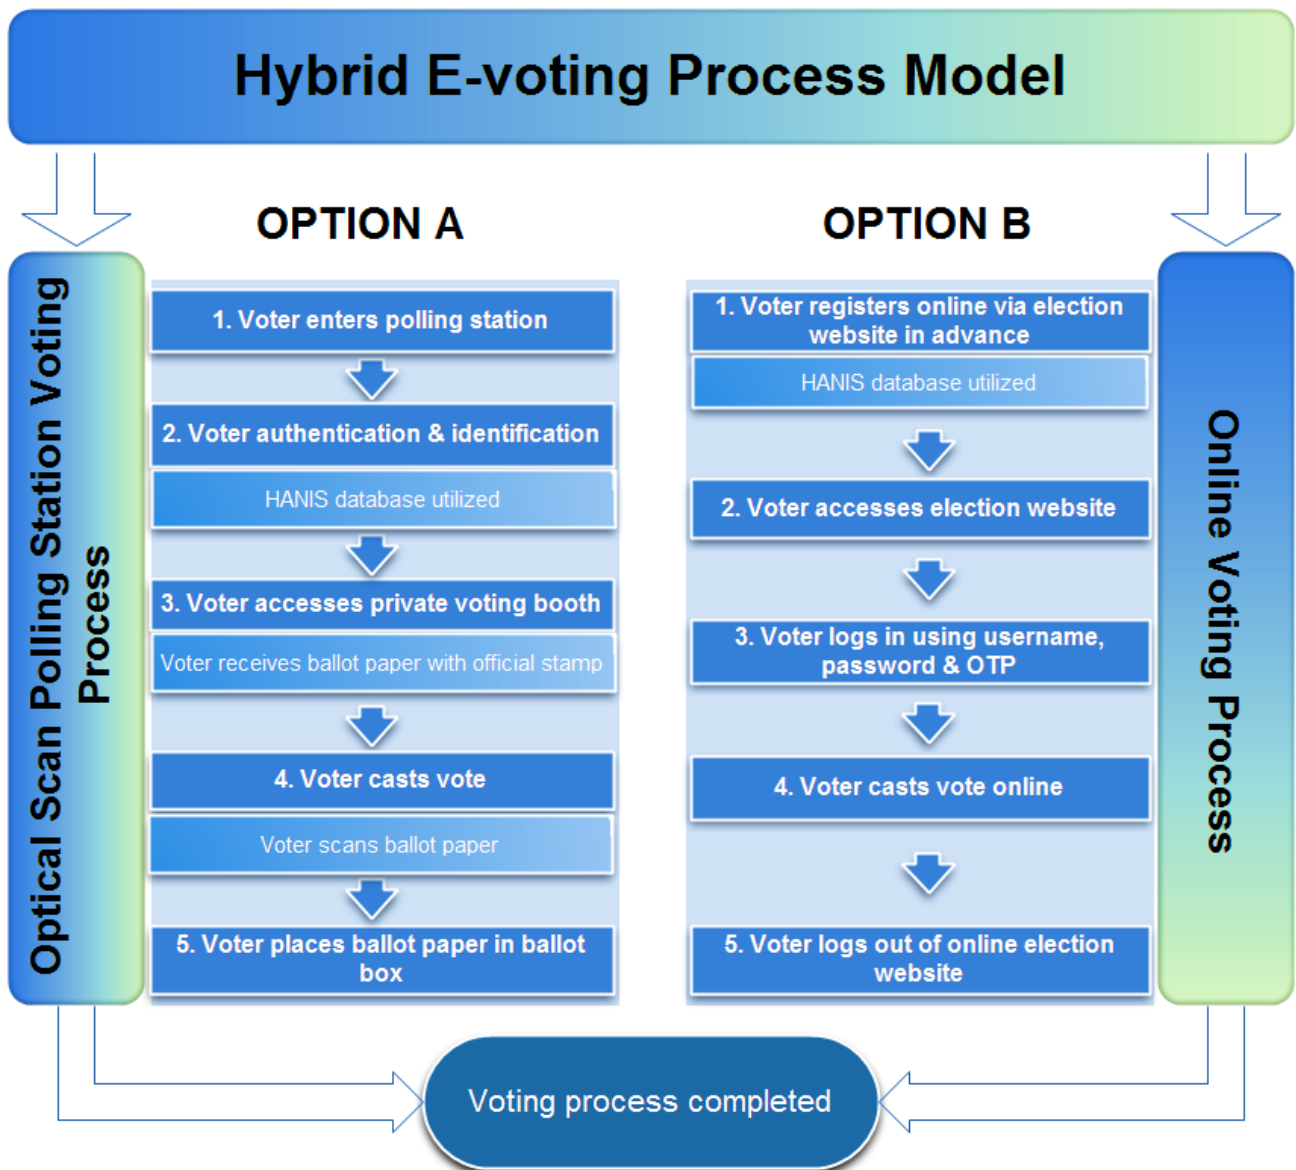 Hybrid E-voting Process Model
OPTION A
OPTION B
Optical Scan Polling Station Voting
Process
1. Voter enters polling station
2. Voter authentication & identification
HANIS database utilized
3. Voter accesses private voting booth
Voter receives ballot paper with official stamp
4. Voter casts vote
Voter scans ballot paper
5. Voter places ballot paper in ballot
box
1. Voter registers online via election
website in advance
HANIS database utilized
2. Voter accesses election website
3. Voter logs in using username,
password & OTP
4. Voter casts vote online
5. Voter logs out of online election
website
Online Voting Process
Voting process completed